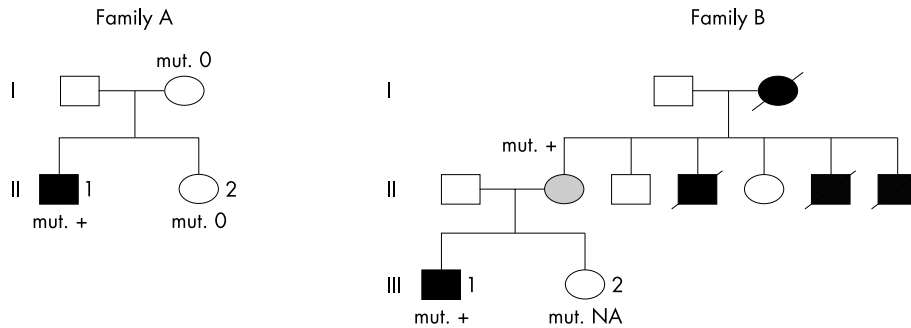 Family A
mut. 0
I
II
1
2
mut. +
mut. 0
Family B
I
mut. +
II
III
1
2
mut. +
mut. NA